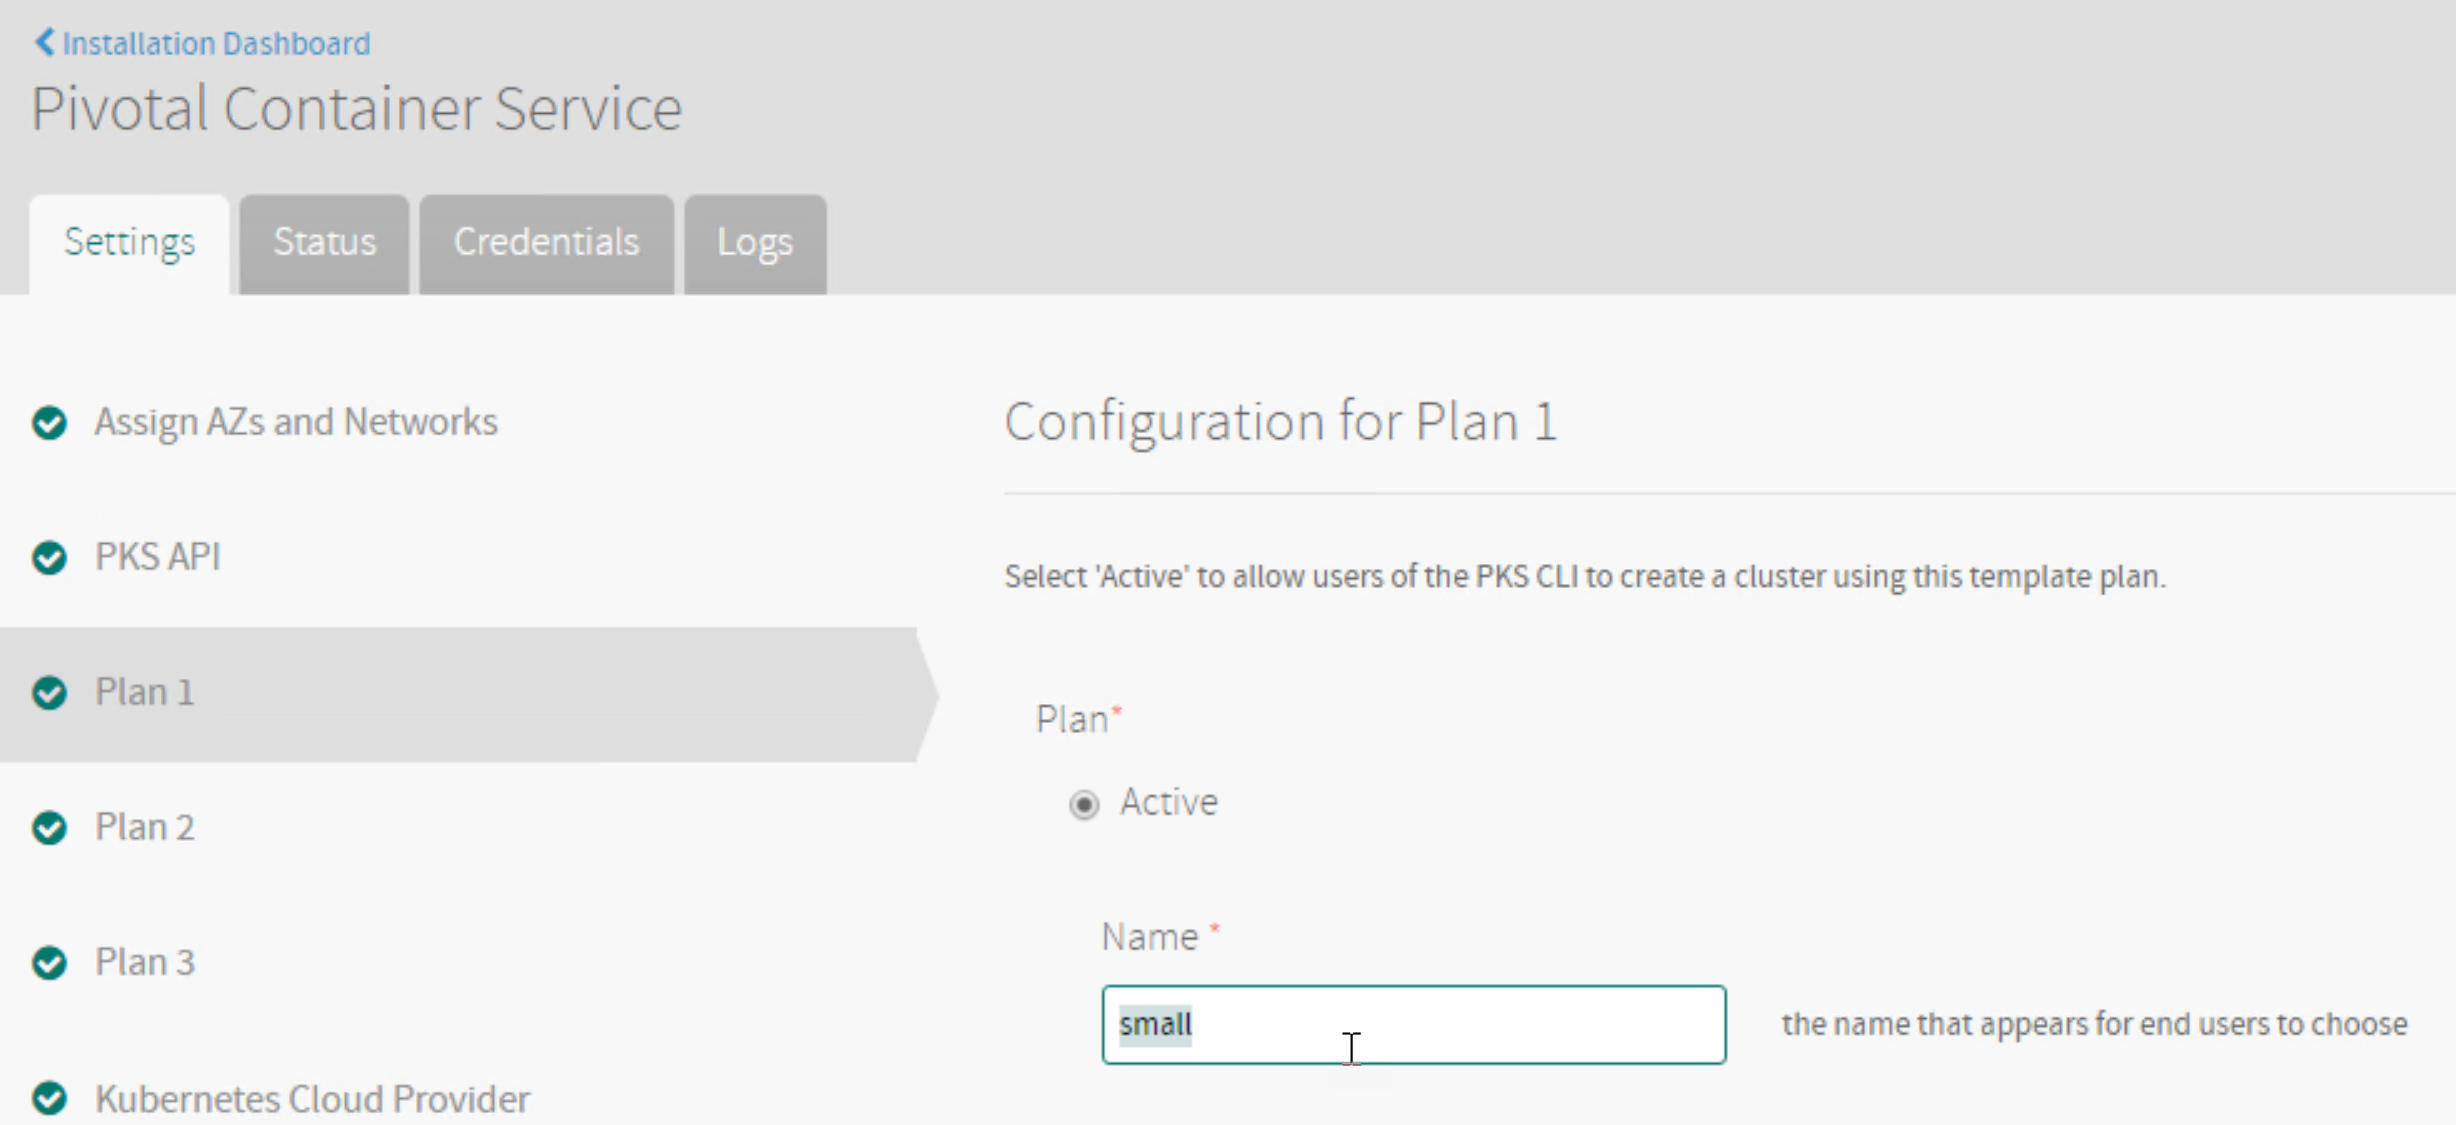 Installation Dashboard
Pivotal Container Service
Settings
Status
Credentials
Logs
Assign AZs and Networks
PKS API
Plan 1
Plan 2
Plan 3
Kubernetes Cloud Provider
Configuration for Plan 1
Select 'Active' to allow users of the PKS CLI to create a cluster using this template plan.
Plan*
Active
Name *
small
the name that appears for end users to choose